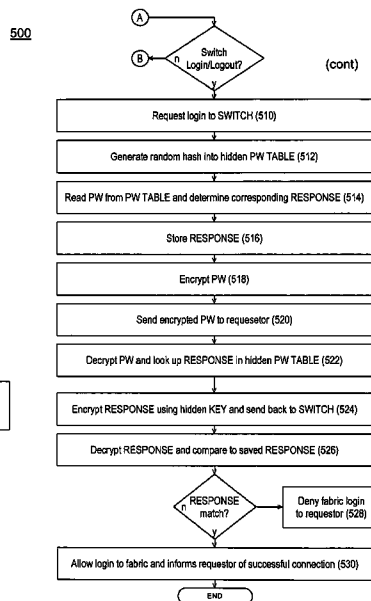 500
A
B
n
Switch
Login/Logout?
y
(cont)
Request login to SWITCH (510)
Generate random hash into hidden PW TABLE (512)
Read PW from PW TABLE and determine corresponding RESPONSE (514)
Store RESPONSE (516)
Encrypt PW (518)
Send encrypted PW to requesetor (520)
Decrypt PW and look up RESPONSE in hidden PW TABLE (522)
Encrypt RESPONSE using hidden KEY and send back to SWITCH (524)
Decrypt RESPONSE and compare to saved RESPONSE (526)
RESPONSE
match?
n
y
Deny fabric login
to requestor (528)
Allow login to fabric and informs requestor of successful connection (530)
END